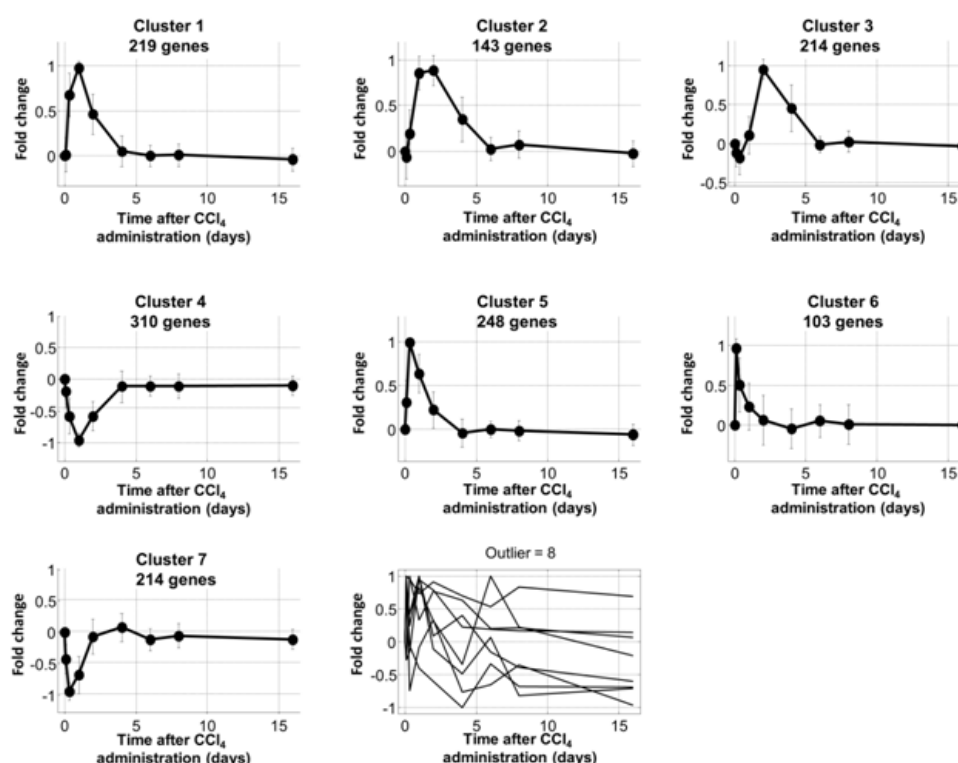 Cluster 1
219 genes
Fold change
1
0.5
0
0
5
10
15
Time after CCl₄
administration (days)
Cluster 2
143 genes
Fold change
1
0.5
0
0
5
10
15
Time after CCl₄
administration (days)
Cluster 3
214 genes
Fold change
1
0.5
0
-0.5
0
5
10
15
Time after CCl₄
administration (days)
Cluster 4
310 genes
Fold change
1
0.5
0
-0.5
-1
0
5
10
15
Time after CCl₄
administration (days)
Cluster 5
248 genes
Fold change
1
0.5
0
0
5
10
15
Time after CCl₄
administration (days)
Cluster 6
103 genes
Fold change
1
0.5
0
0
5
10
15
Time after CCl₄
administration (days)
Cluster 7
214 genes
Fold change
1
0.5
0
-0.5
-1
0
5
10
15
Time after CCl₄
administration (days)
Outlier = 8
Fold change
1
0.5
0
-0.5
-1
0
5
10
15
Time after CCl₄
administration (days)